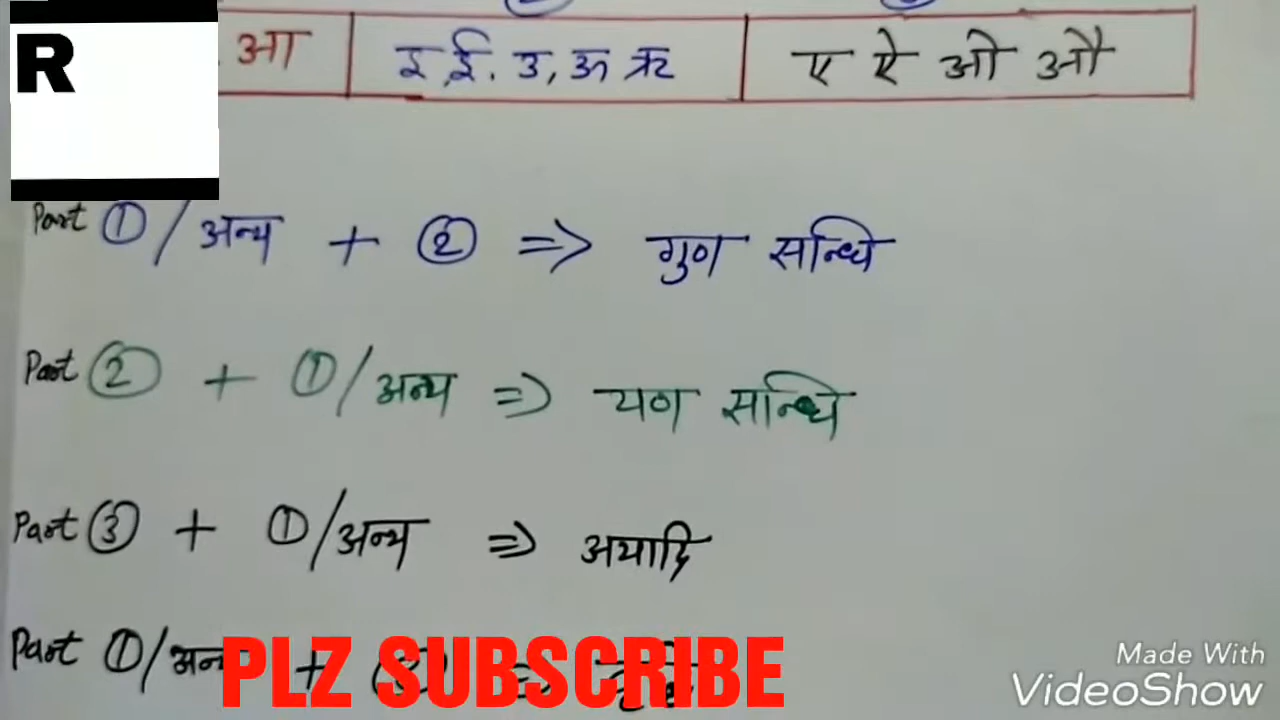 R
आ इ, ई, उ, ऊ ऋ ए ऐ ओ औ
Part ① / अन्य + ② => गुण सन्धि
Part ② + ① / अन्य => यण सन्धि
Part ③ + ① / अन्य => अयादि
Part ① /
PLZ SUBSCRIBE
Made With
VideoShow